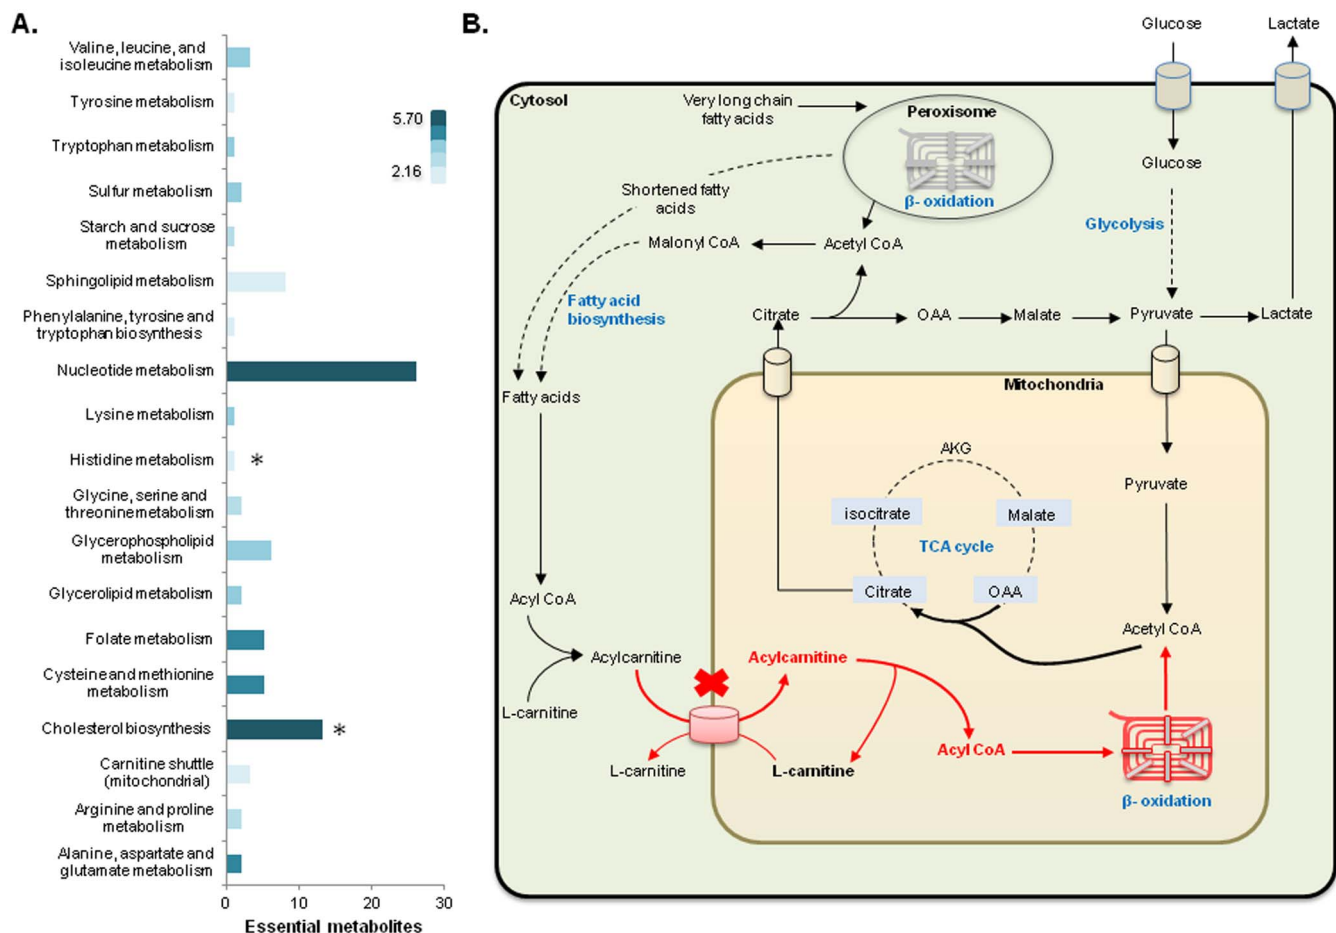 A.
Valine, leucine, and
isoleucine metabolism
Tyrosine metabolism
Tryptophan metabolism
Sulfur metabolism
Starch and sucrose
metabolism
Sphingolipid metabolism
Phenylalanine, tyrosine and
tryptophan biosynthesis
Nucleotide metabolism
Lysine metabolism
Histidine metabolism *
Glycine, serine and
threonine metabolism
Glycerophospholipid
metabolism
Glycerolipid metabolism
Folate metabolism
Cysteine and methionine
metabolism
Cholesterol biosynthesis *
Carnitine shuttle
(mitochondrial)
Arginine and proline
metabolism
Alanine, aspartate and
glutamate metabolism
5.70
2.16
0 10 20 30
Essential metabolites
B.
Glucose
Lactate
Cytosol
Very long chain
fatty acids
Peroxisome
β- oxidation
Glucose
Shortened fatty
acids
Glycolysis
Malonyl CoA
Acetyl CoA
Fatty acid
biosynthesis
Citrate
OAA
Malate
Pyruvate
Lactate
Mitochondria
Fatty acids
AKG
Pyruvate
isocitrate
Malate
TCA cycle
Citrate
OAA
Acyl CoA
Acetyl CoA
Acylcarnitine
Acylcarnitine
L-carnitine
Acyl CoA
L-carnitine
L-carnitine
β- oxidation